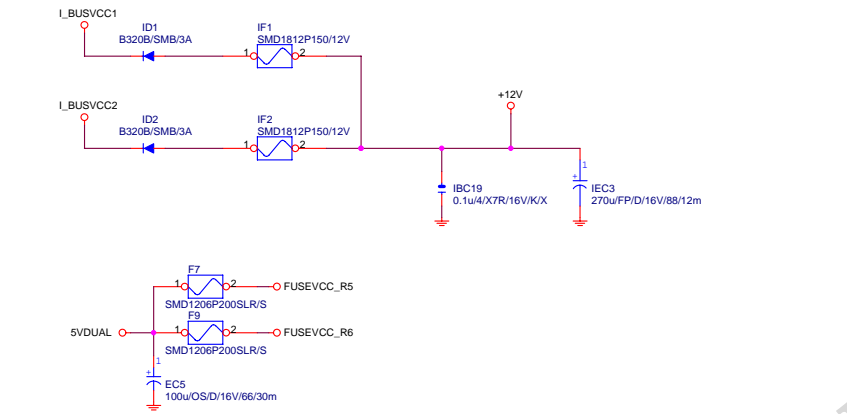 I_BUSVCC1
ID1
B320B/SMB/3A
IF1
SMD1812P150/12V
1
2
I_BUSVCC2
ID2
B320B/SMB/3A
IF2
SMD1812P150/12V
1
2
+12V
IBC19
0.1u/4/X7R/16V/K/X
+
1
IEC3
270u/FP/D/16V/88/12m
F7
1
2
SMD1206P200SLR/S
FUSEVCC_R5
F9
5VDUAL
1
2
SMD1206P200SLR/S
FUSEVCC_R6
+
1
EC5
100u/OS/D/16V/66/30m